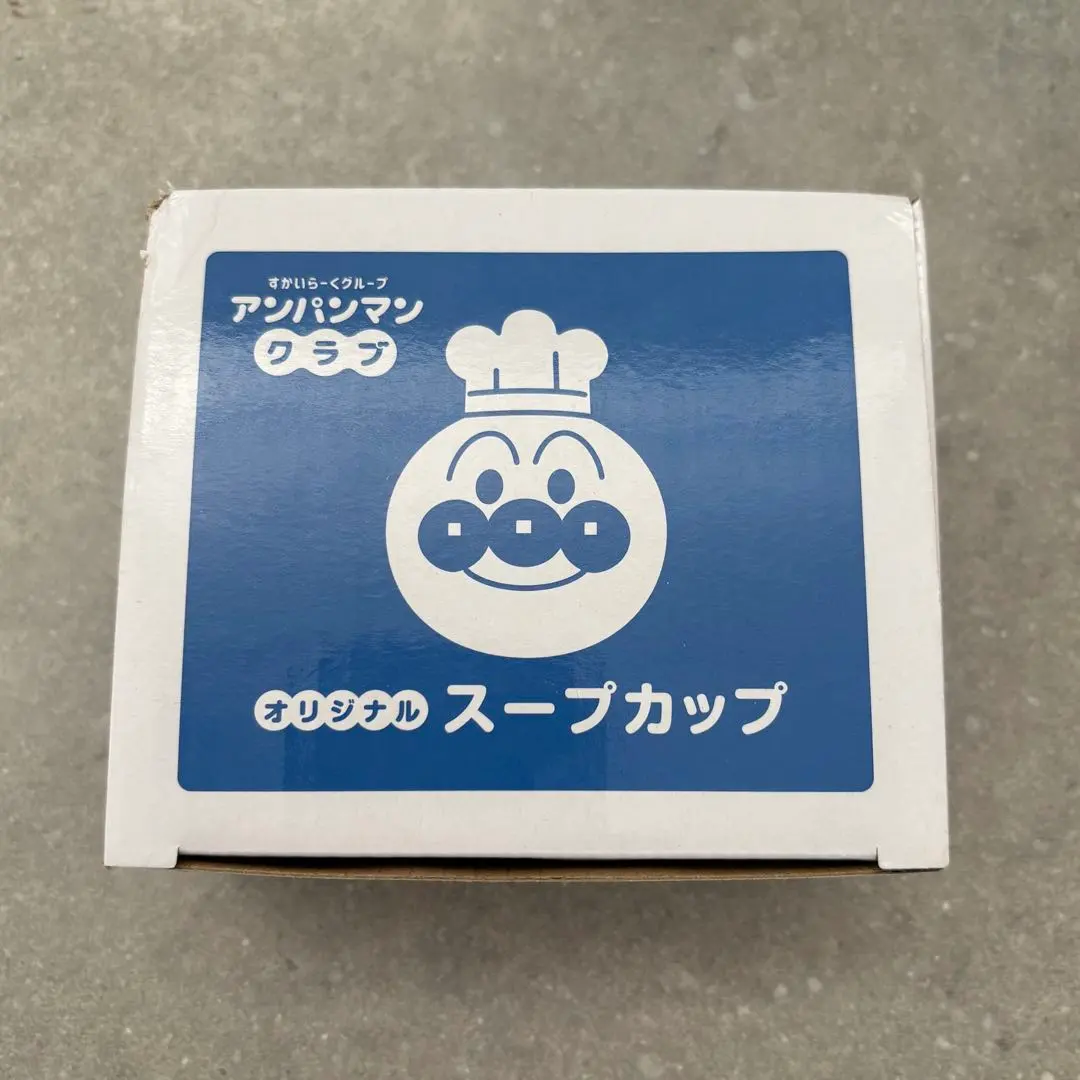 すかいらーくグループ
アンパンマン
クラブ
オリジナル スープカップ